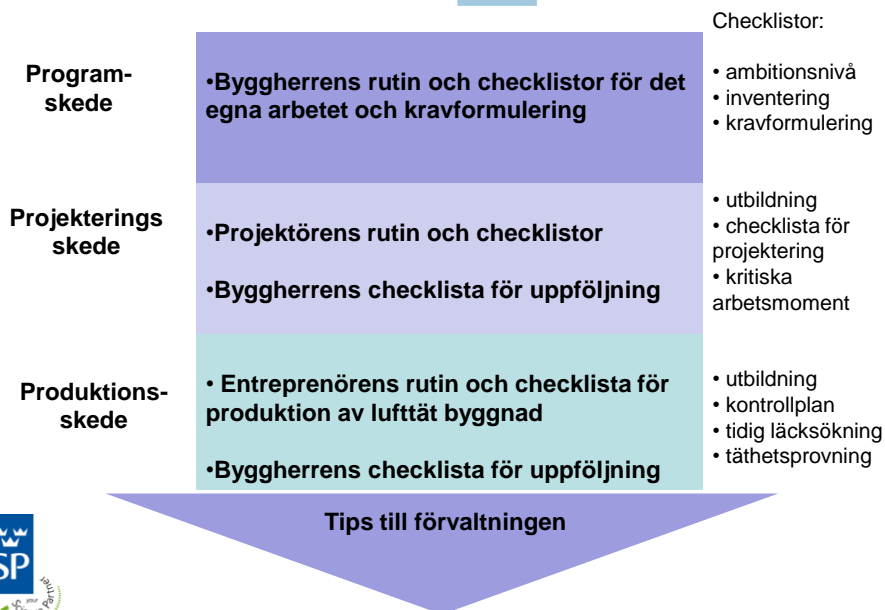 Checklistor:
Program-
skede
•Byggherrens rutin och checklistor för det
egna arbetet och kravformulering
• ambitionsnivå
• inventering
• kravformulering
Projekterings
skede
•Projektörens rutin och checklistor
•Byggherrens checklista för uppföljning
• utbildning
• checklista för
projektering
• kritiska
arbetsmoment
Produktions-
skede
• Entreprenörens rutin och checklista för
produktion av lufttät byggnad
•Byggherrens checklista för uppföljning
• utbildning
• kontrollplan
• tidig läcksökning
• täthetsprovning
Tips till förvaltningen
SP
your
Partner